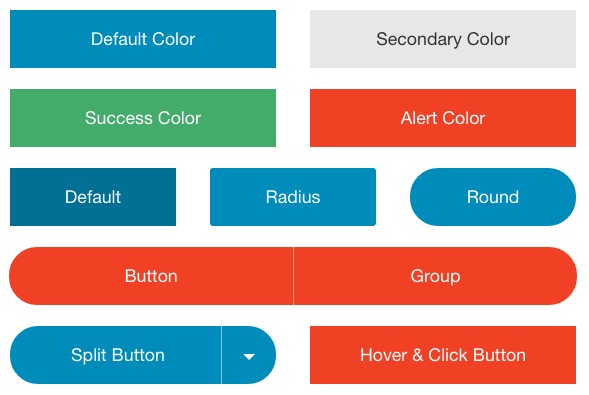 Default Color
Secondary Color
Success Color
Alert Color
Default
Radius
Round
Button
Group
Split Button
Hover & Click Button